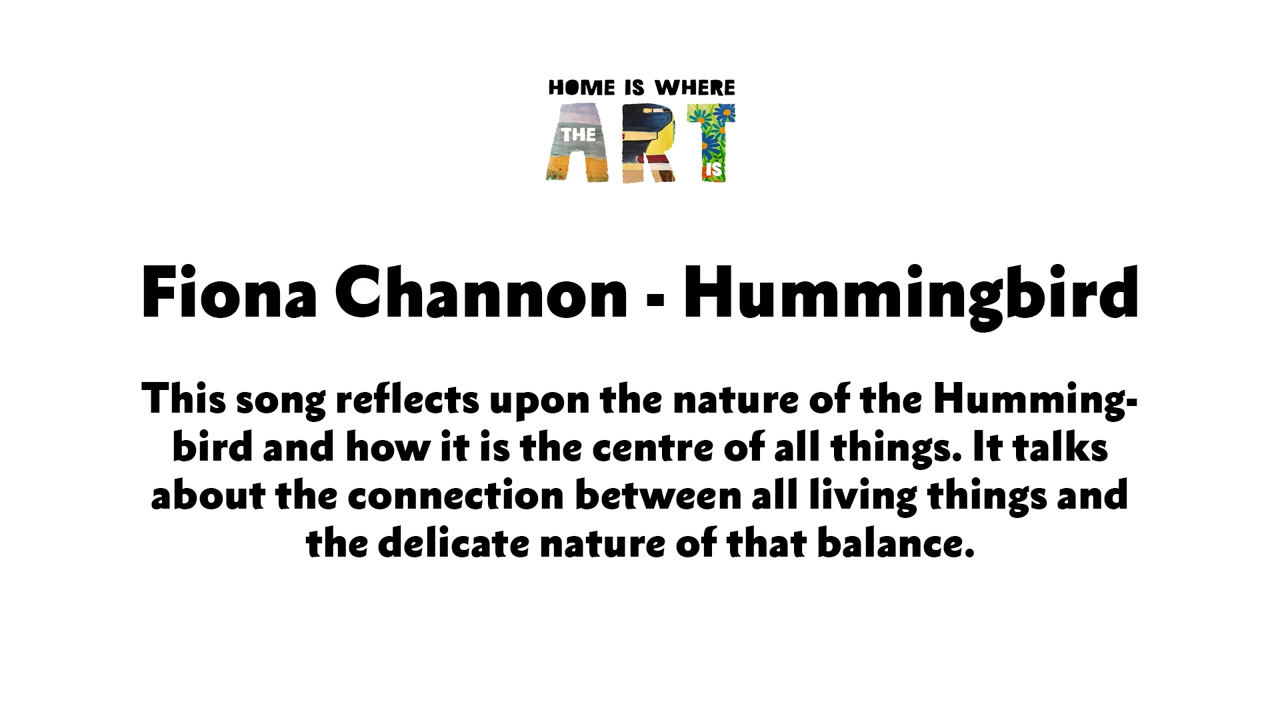 HOME IS WHERE
THE
ART
IS
Fiona Channon - Hummingbird
This song reflects upon the nature of the Humming-
bird and how it is the centre of all things. It talks
about the connection between all living things and
the delicate nature of that balance.